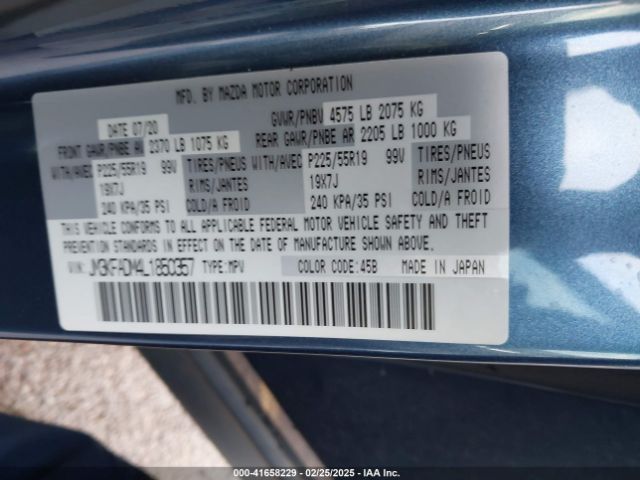 MFD. BY MAZDA MOTOR CORPORATION
DATE 07/20 GVWR/PNBV 4575 LB 2075 KG
FRONT GAWR/PNBE AV 2370 LB 1075 KG REAR GAWR/PNBE AR 2205 LB 1000 KG
WITH/AVEC P225/55R19 99V TIRES/PNEUS WITH/AVEC P225/55R19 99V TIRES/PNEUS
19X7J RIMS/JANTES 19X7J RIMS/JANTES
240 KPA/35 PSI COLD/A FROID 240 KPA/35 PSI COLD/A FROID
THIS VEHICLE CONFORMS TO ALL APPLICABLE FEDERAL MOTOR VEHICLE SAFETY AND THEFT
PREVENTION STANDARDS IN EFFECT ON THE DATE OF MANUFACTURE SHOWN ABOVE.
VIN: JM3KFADM4L1850357 TYPE: MPV COLOR CODE: 45B MADE IN JAPAN
000-41658229 - 02/25/2025 - IAA Inc.